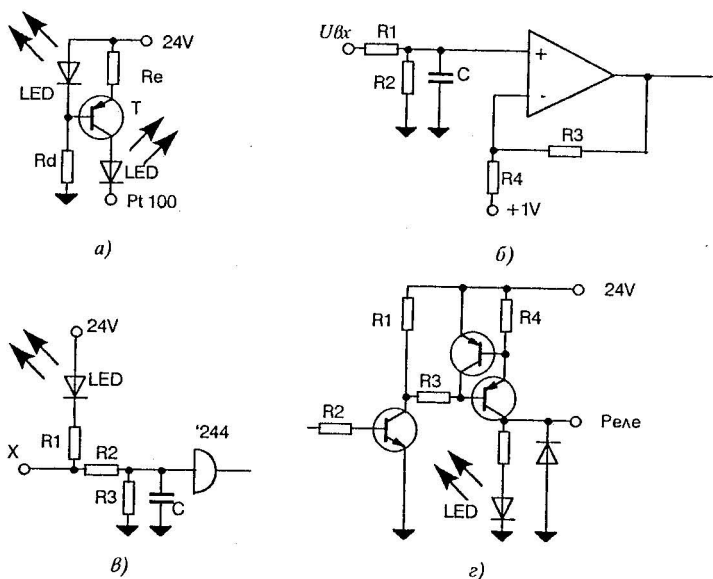 24V
Re
LED
T
Rd
LED
Pt 100
а)
Uвх
R1
R2
C
+
-
R3
R4
+1V
б)
24V
LED
R1
X
R2
'244
R3
C
в)
24V
R1
R4
R3
R2
Реле
LED
г)